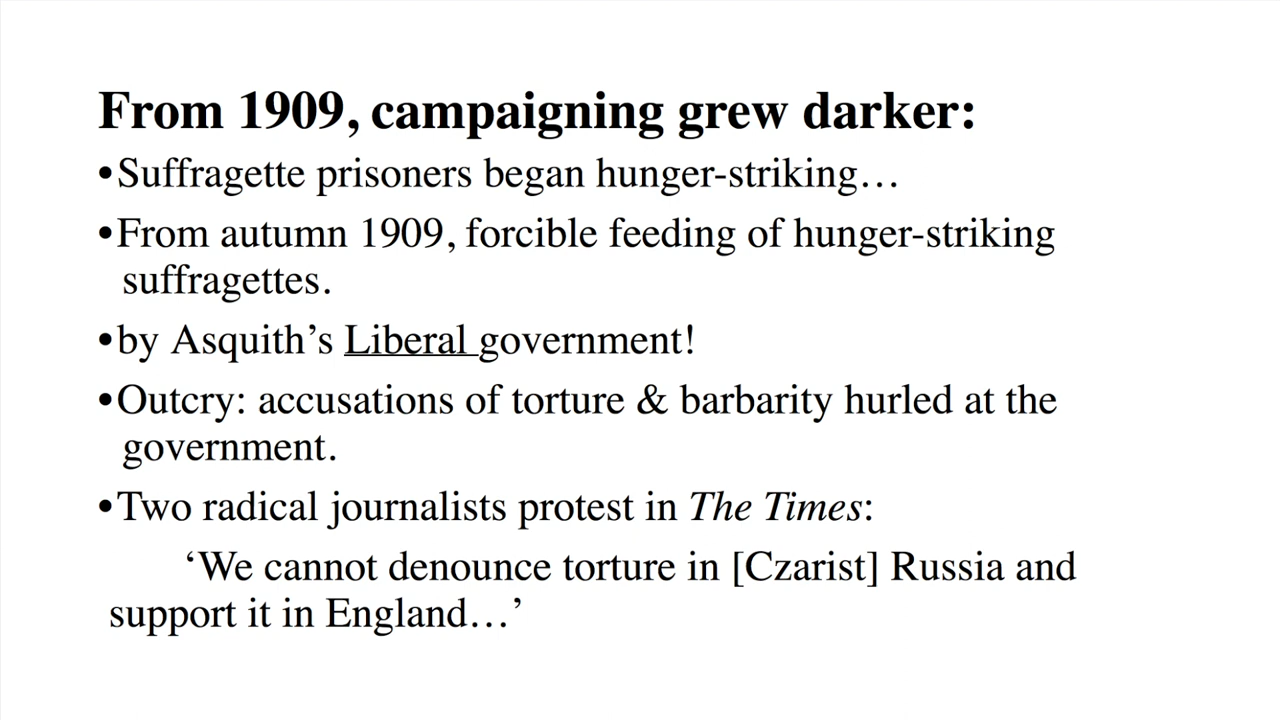 From 1909, campaigning grew darker:
•Suffragette prisoners began hunger-striking…
•From autumn 1909, forcible feeding of hunger-striking
suffragettes.
•by Asquith’s Liberal government!
•Outcry: accusations of torture & barbarity hurled at the
government.
•Two radical journalists protest in The Times:
‘We cannot denounce torture in [Czarist] Russia and
support it in England…’